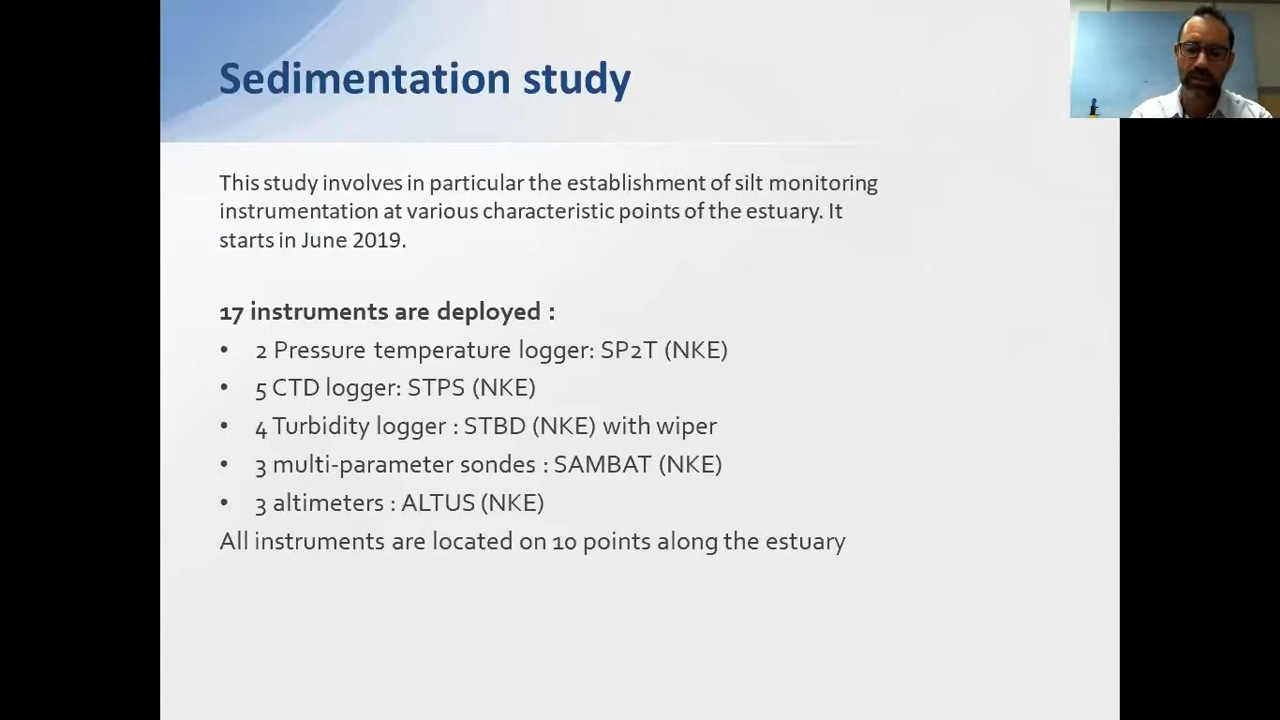 Sedimentation study
This study involves in particular the establishment of silt monitoring
instrumentation at various characteristic points of the estuary. It
starts in June 2019.
17 instruments are deployed :
• 2 Pressure temperature logger: SP2T (NKE)
• 5 CTD logger: STPS (NKE)
• 4 Turbidity logger : STBD (NKE) with wiper
• 3 multi-parameter sondes : SAMBAT (NKE)
• 3 altimeters : ALTUS (NKE)
All instruments are located on 10 points along the estuary